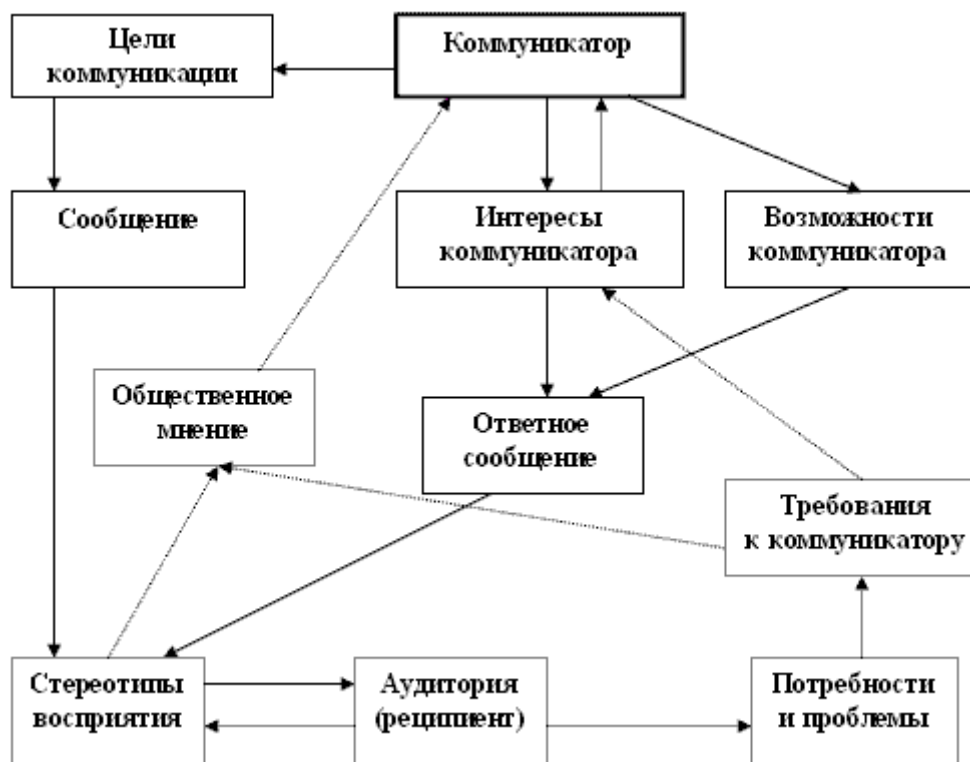 Цели
коммуникации
Коммуникатор
Сообщение
Интересы
коммуникатора
Возможности
коммуникатора
Общественное
мнение
Ответное
сообщение
Требования
к коммуникатору
Стереотипы
восприятия
Аудитория
(реципиент)
Потребности
и проблемы